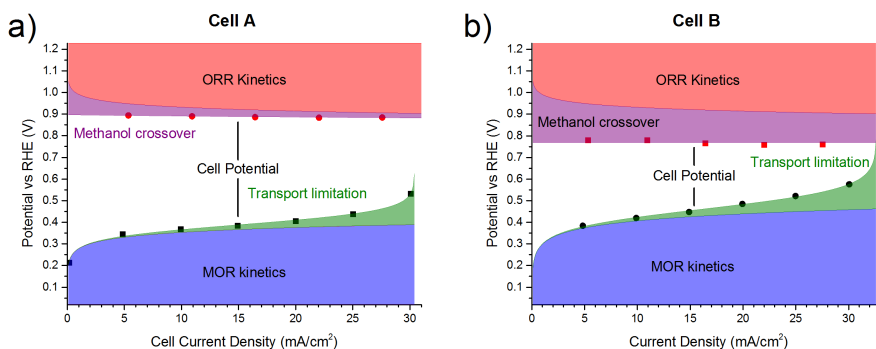 a)
Cell A
Potential vs RHE (V)
1.2
1.1
1.0
0.9
0.8
0.7
0.6
0.5
0.4
0.3
0.2
0.1
ORR Kinetics
Methanol crossover
Cell Potential
Transport limitation
MOR kinetics
0 5 10 15 20 25 30
Cell Current Density (mA/cm²)
b)
Cell B
Potential vs RHE (V)
1.2
1.1
1.0
0.9
0.8
0.7
0.6
0.5
0.4
0.3
0.2
0.1
ORR Kinetics
Methanol crossover
Transport limitation
Cell Potential
MOR kinetics
0 5 10 15 20 25 30
Current Density (mA/cm²)